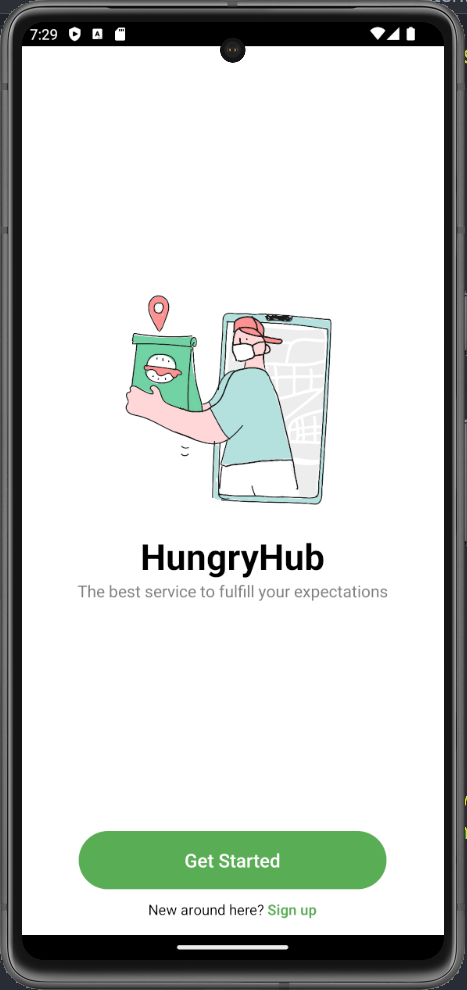 7:29
HungryHub
The best service to fulfill your expectations
Get Started
New around here? Sign up